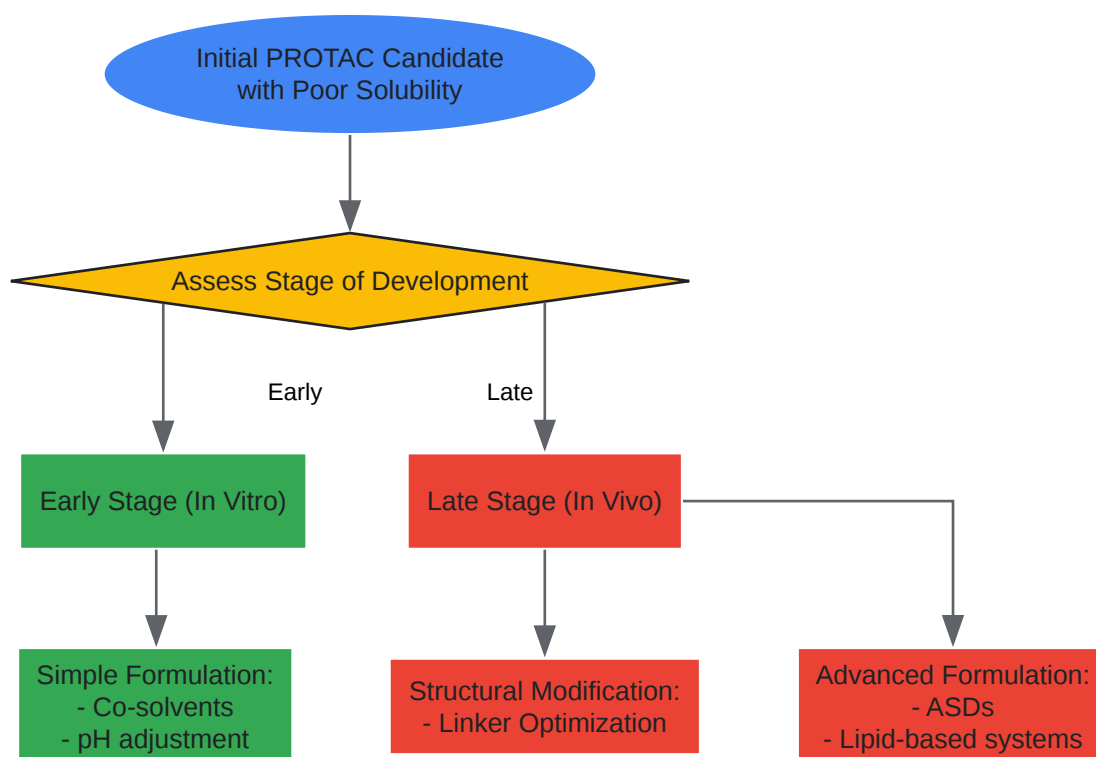 Initial PROTAC Candidate
with Poor Solubility
Assess Stage of Development
Early
Late
Early Stage (In Vitro)
Late Stage (In Vivo)
Simple Formulation:
- Co-solvents
- pH adjustment
Structural Modification:
- Linker Optimization
Advanced Formulation:
- ASDs
- Lipid-based systems